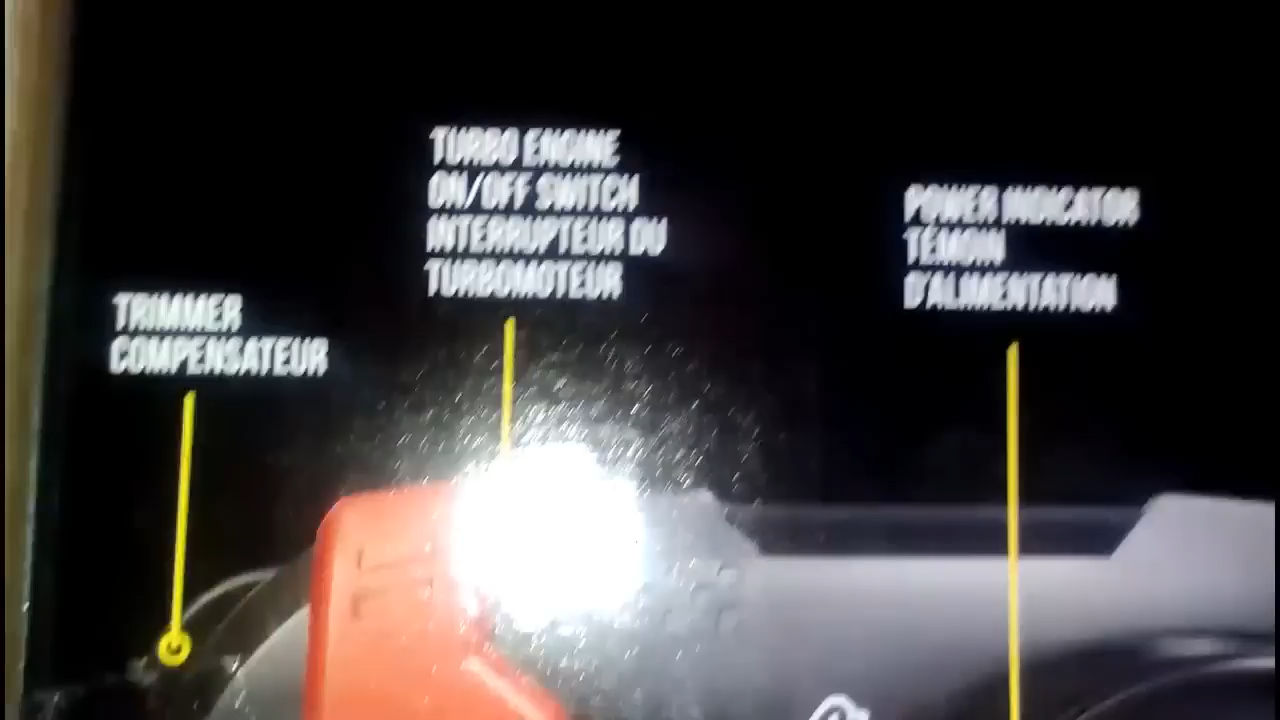 TURBO ENGINE
ON/OFF SWITCH
INTERRUPTEUR DU
TURBOMOTEUR
POWER INDICATOR
TÉMOIN
D'ALIMENTATION
TRIMMER
COMPENSATEUR